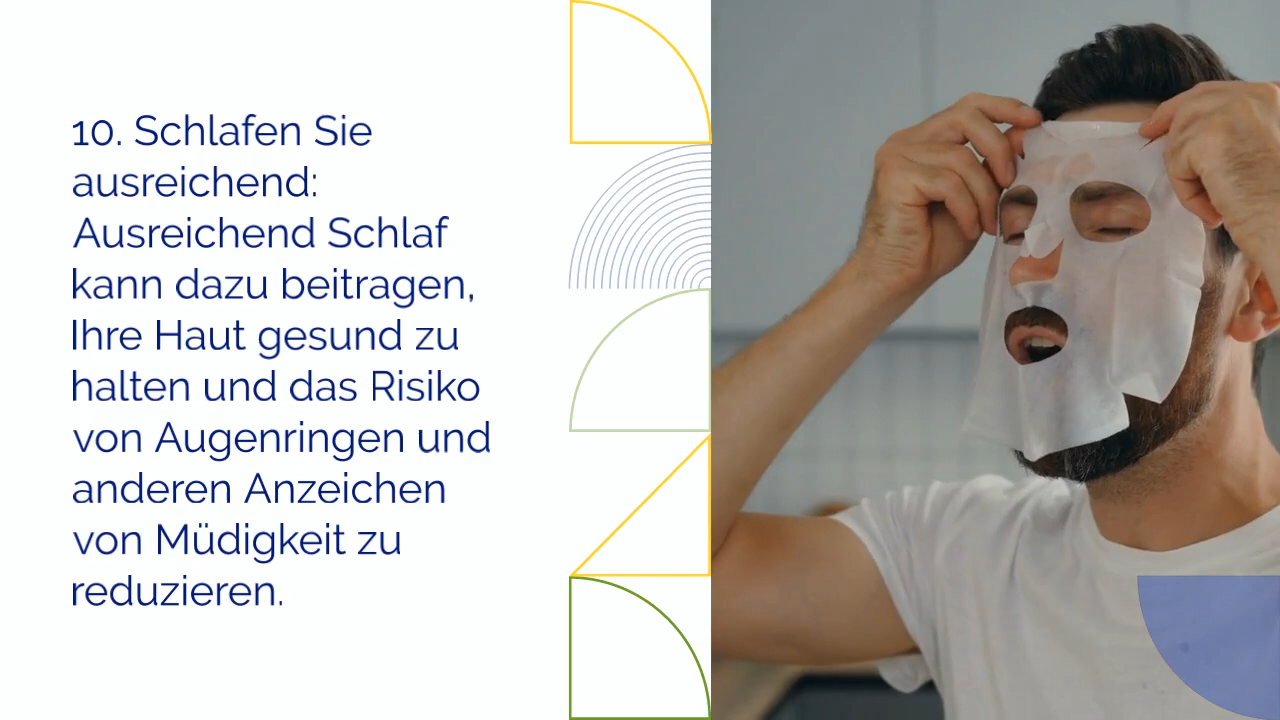 10. Schlafen Sie
ausreichend:
Ausreichend Schlaf
kann dazu beitragen,
Ihre Haut gesund zu
halten und das Risiko
von Augenringen und
anderen Anzeichen
von Müdigkeit zu
reduzieren.